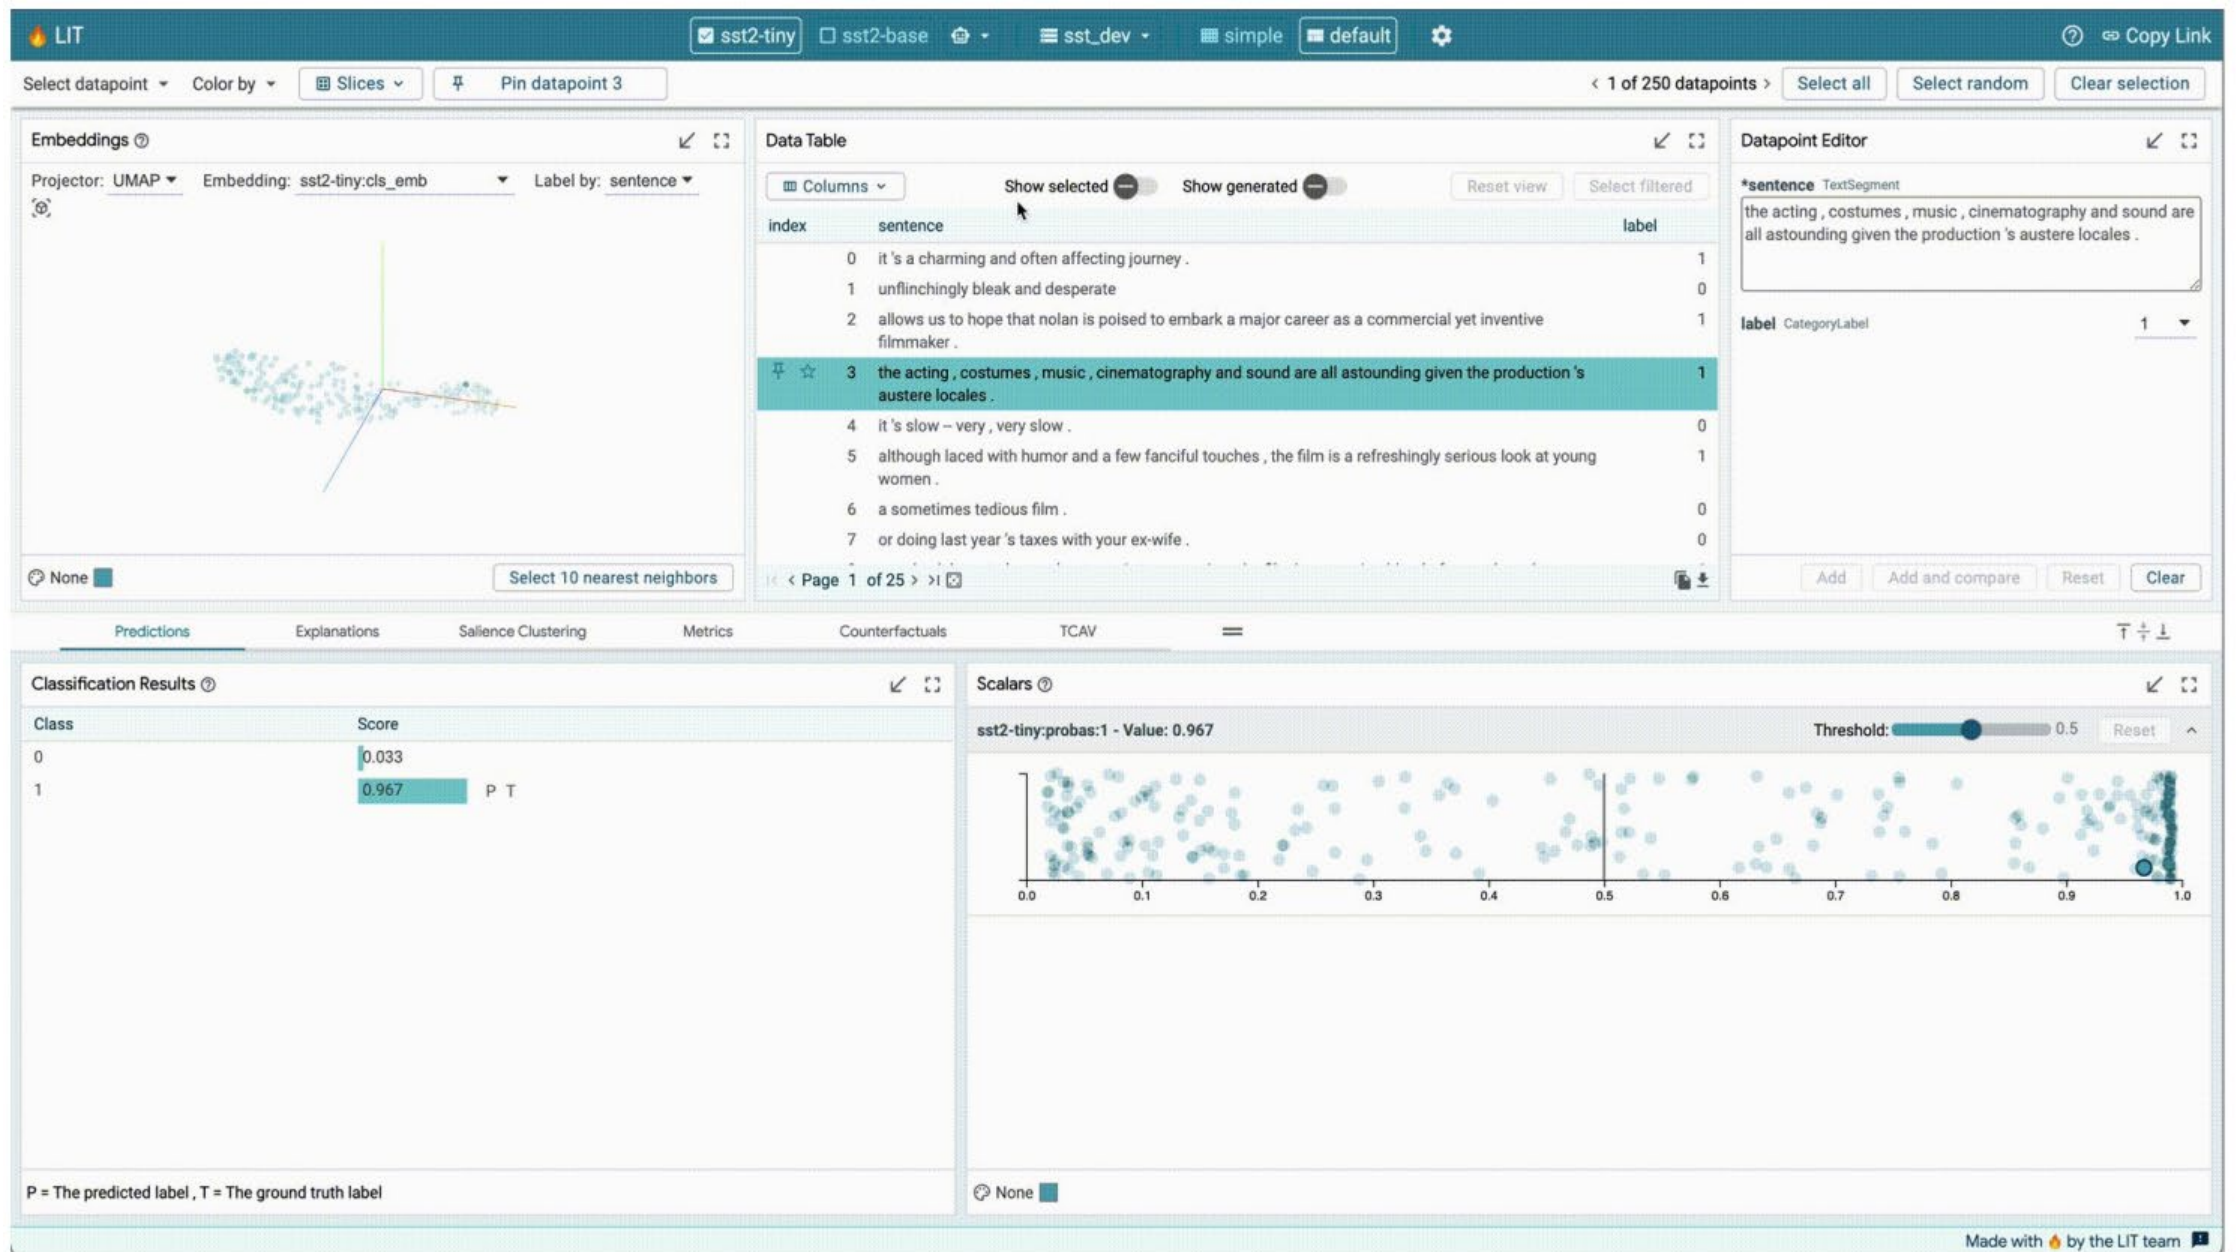 LIT
sst2-tiny sst2-base sst_dev simple default Copy Link
Select datapoint Color by Slices Pin datapoint 3 1 of 250 datapoints Select all Select random Clear selection
Embeddings
Projector: UMAP Embedding: sst2-tiny:cls_emb Label by: sentence
None Select 10 nearest neighbors
Data Table
Columns Show selected Show generated Reset view Select filtered
index sentence label
0 it 's a charming and often affecting journey . 1
1 unflinchingly bleak and desperate 0
2 allows us to hope that nolan is poised to embark a major career as a commercial yet inventive 1
filmmaker .
3 the acting , costumes , music , cinematography and sound are all astounding given the production 's 1
austere locales .
4 it 's slow -- very , very slow . 0
5 although laced with humor and a few fanciful touches , the film is a refreshingly serious look at young 1
women .
6 a sometimes tedious film . 0
7 or doing last year 's taxes with your ex-wife . 0
Page 1 of 25
Datapoint Editor
*sentence TextSegment
the acting , costumes , music , cinematography and sound are
all astounding given the production 's austere locales .
label CategoryLabel 1
Add Add and compare Reset Clear
Predictions Explanations Salience Clustering Metrics Counterfactuals TCAV
Classification Results
Class Score
0 0.033
1 0.967 P T
P = The predicted label , T = The ground truth label
Scalars
sst2-tiny:probas:1 - Value: 0.967 Threshold: 0.5 Reset
0.0 0.1 0.2 0.3 0.4 0.5 0.6 0.7 0.8 0.9 1.0
None
Made with by the LIT team